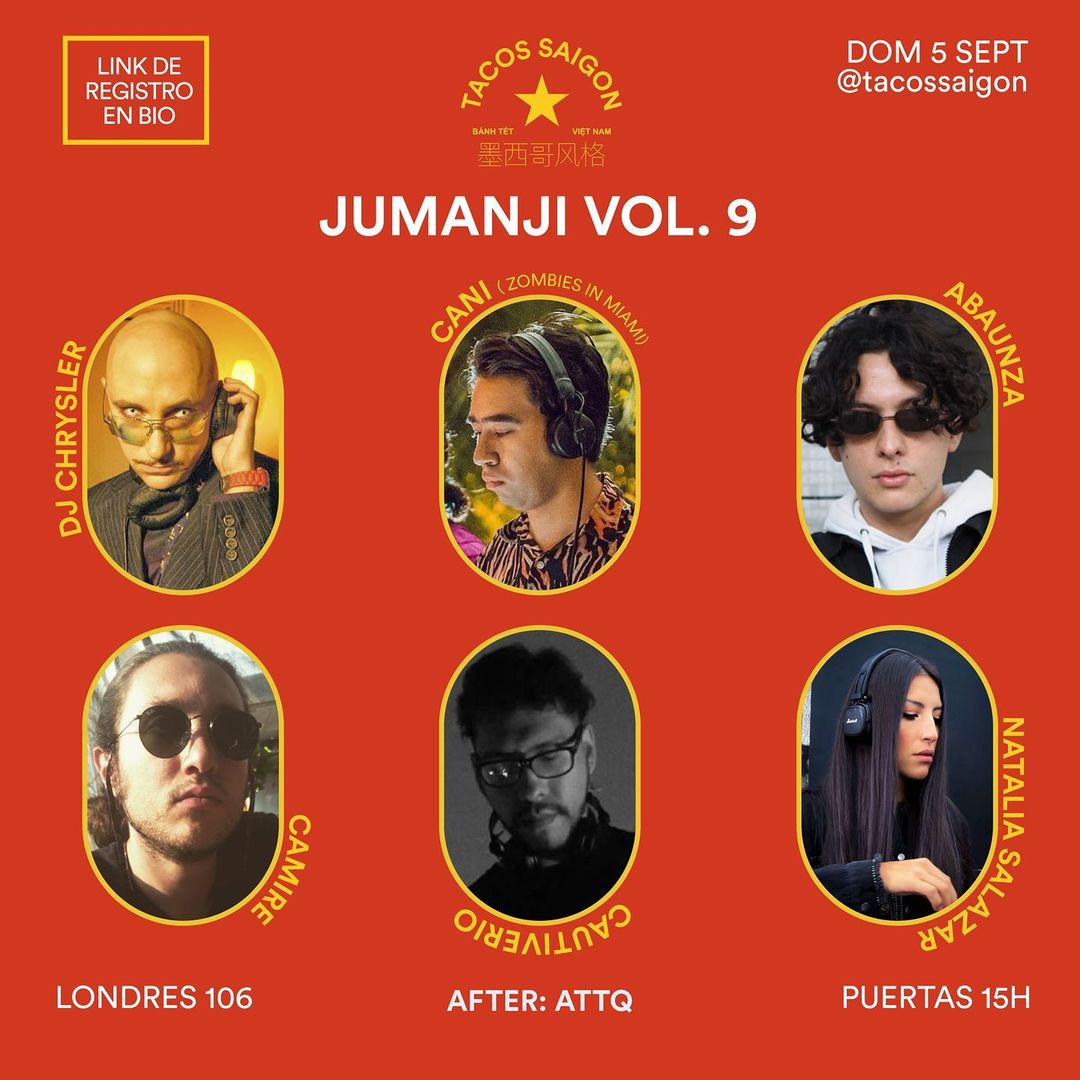 LINK DE
REGISTRO
EN BIO
TACOS SAIGON
BÁNH TÉT
VIỆT NAM
墨西哥风格
DOM 5 SEPT
@tacossaigon
JUMANJI VOL. 9
DJ CHRYSLER
CANI (ZOMBIES IN MIAMI)
ABAUNZA
CAMIRE
CAUTIVERIO
NATALIA SALAZAR
LONDRES 106
AFTER: ATTQ
PUERTAS 15H